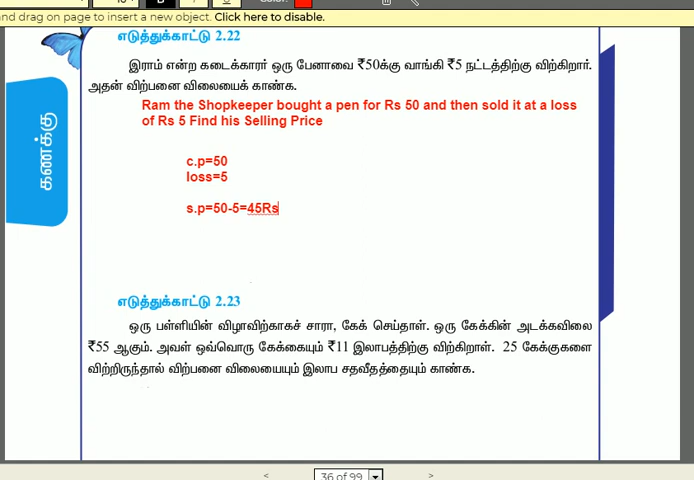 and drag on page to insert a new object. Click here to disable.
எடுத்துக்காட்டு 2.22
இராம் என்ற கடைக்காரர் ஒரு பேனாவை ₹50க்கு வாங்கி ₹5 நட்டத்திற்கு விற்கிறார்.
அதன் விற்பனை விலையைக் காண்க.
Ram the Shopkeeper bought a pen for Rs 50 and then sold it at a loss
of Rs 5 Find his Selling Price
கணக்கு
c.p=50
loss=5
s.p=50-5=45Rs
எடுத்துக்காட்டு 2.23
ஒரு பள்ளியின் விழாவிற்காகச் சாரா, கேக் செய்தாள். ஒரு கேக்கின் அடக்கவிலை
₹55 ஆகும். அவள் ஒவ்வொரு கேக்கையும் ₹11 இலாபத்திற்கு விற்கிறாள். 25 கேக்குகளை
விற்றிருந்தால் விற்பனை விலையையும் இலாப சதவீதத்தையும் காண்க.
< 36 of 99 >